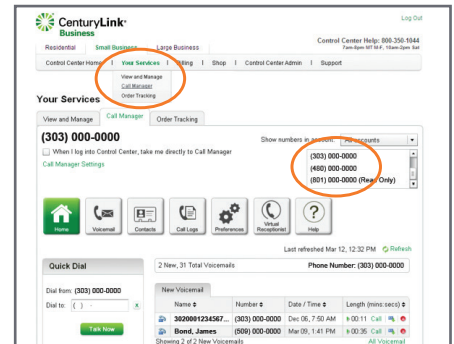 CenturyLink®
Business
Log Out
Control Center Help: 800-350-1044
7am-8pm MT M-F, 10am-2pm Sat
Residential Small Business Large Business
Control Center Home | Your Services | Billing | Shop | Control Center Admin | Support
View and Manage
Call Manager
Order Tracking
Your Services
View and Manage Call Manager Order Tracking
(303) 000-0000
Show numbers in account: All accounts
When I log into Control Center, take me directly to Call Manager
Call Manager Settings
(303) 000-0000
(480) 000-0000
(801) 000-0000 (Read Only)
Home Voicemail Contacts Call Logs Preferences Virtual Receptionist Help
Last refreshed Mar 12, 12:32 PM Refresh
Quick Dial
2 New, 31 Total Voicemails Phone Number: (303) 000-0000
Dial from: (303) 000-0000
Dial to: ( ) - x
Talk Now
New Voicemail
Name Number Date / Time Length (mins:secs)
3020001234567... (303) 000-0000 Dec 06, 7:50 AM 00:11 Call
Bond, James (509) 000-0000 Mar 09, 1:41 PM 00:35 Call
Showing 2 of 2 New Voicemails All Voicemail